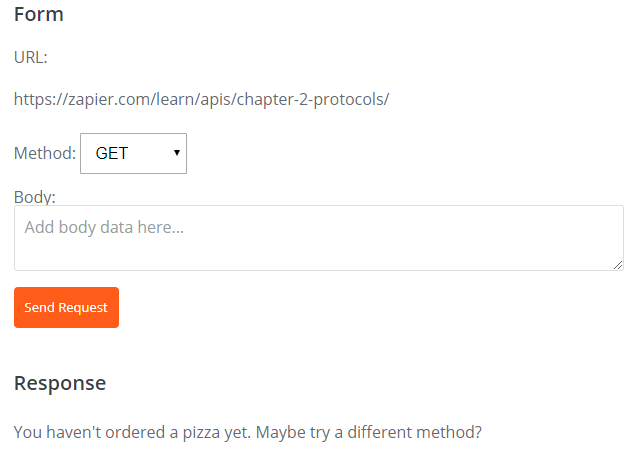 Form
URL:
https://zapier.com/learn/apis/chapter-2-protocols/
Method: GET
Body:
Add body data here...
Send Request
Response
You haven't ordered a pizza yet. Maybe try a different method?